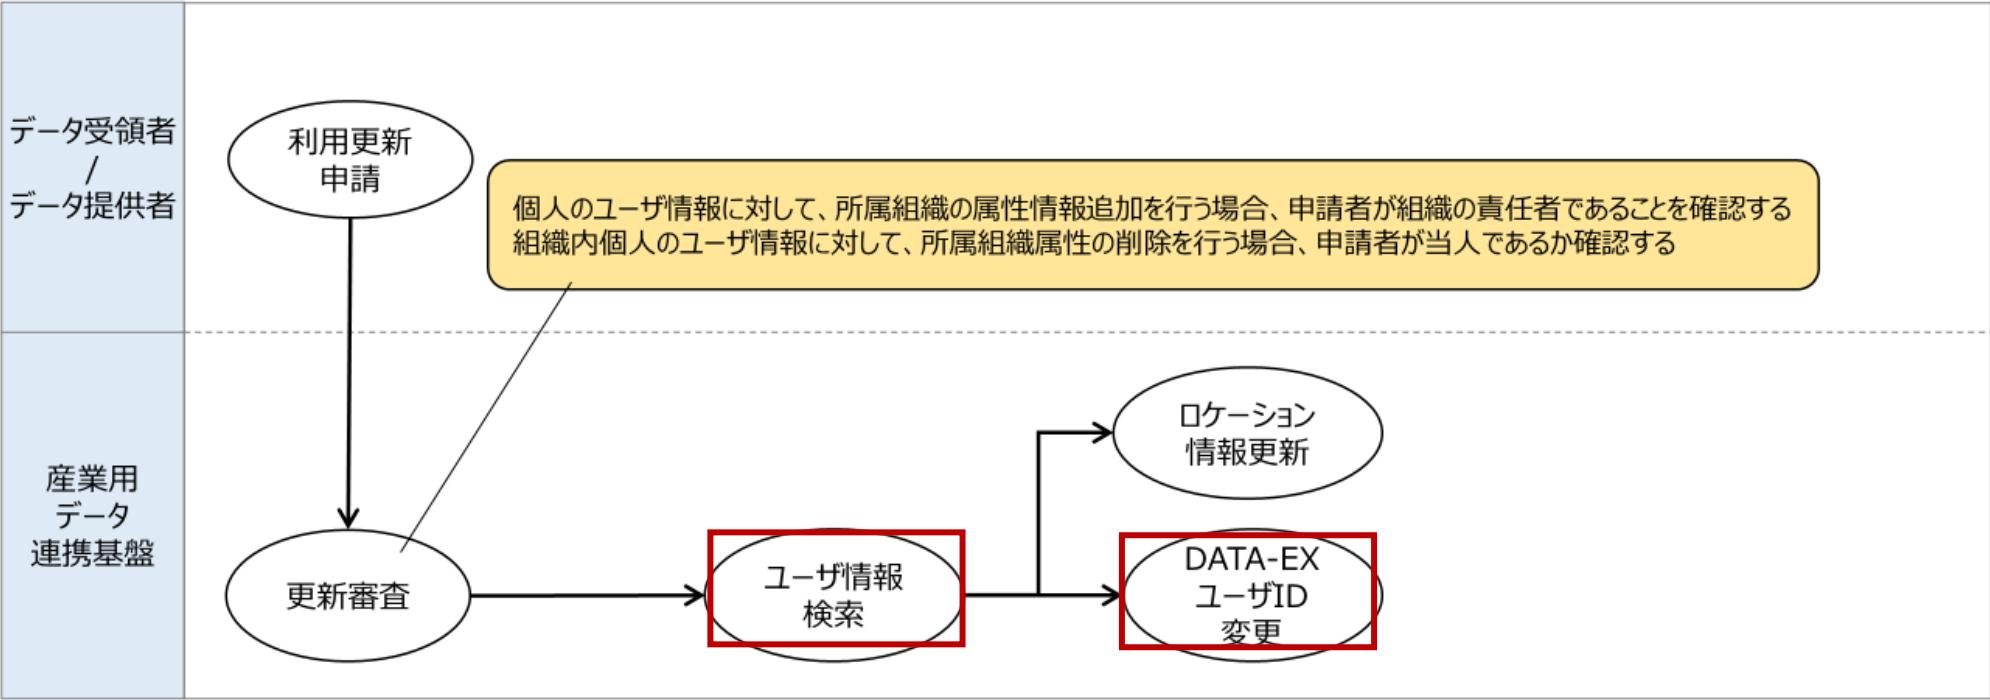 データ受領者
/
データ提供者
利用更新
申請
個人のユーザ情報に対して、所属組織の属性情報追加を行う場合、申請者が組織の責任者であることを確認する
組織内個人のユーザ情報に対して、所属組織属性の削除を行う場合、申請者が当人であるか確認する
産業用
データ
連携基盤
更新審査
ユーザ情報
検索
ロケーション
情報更新
DATA-EX
ユーザID
変更